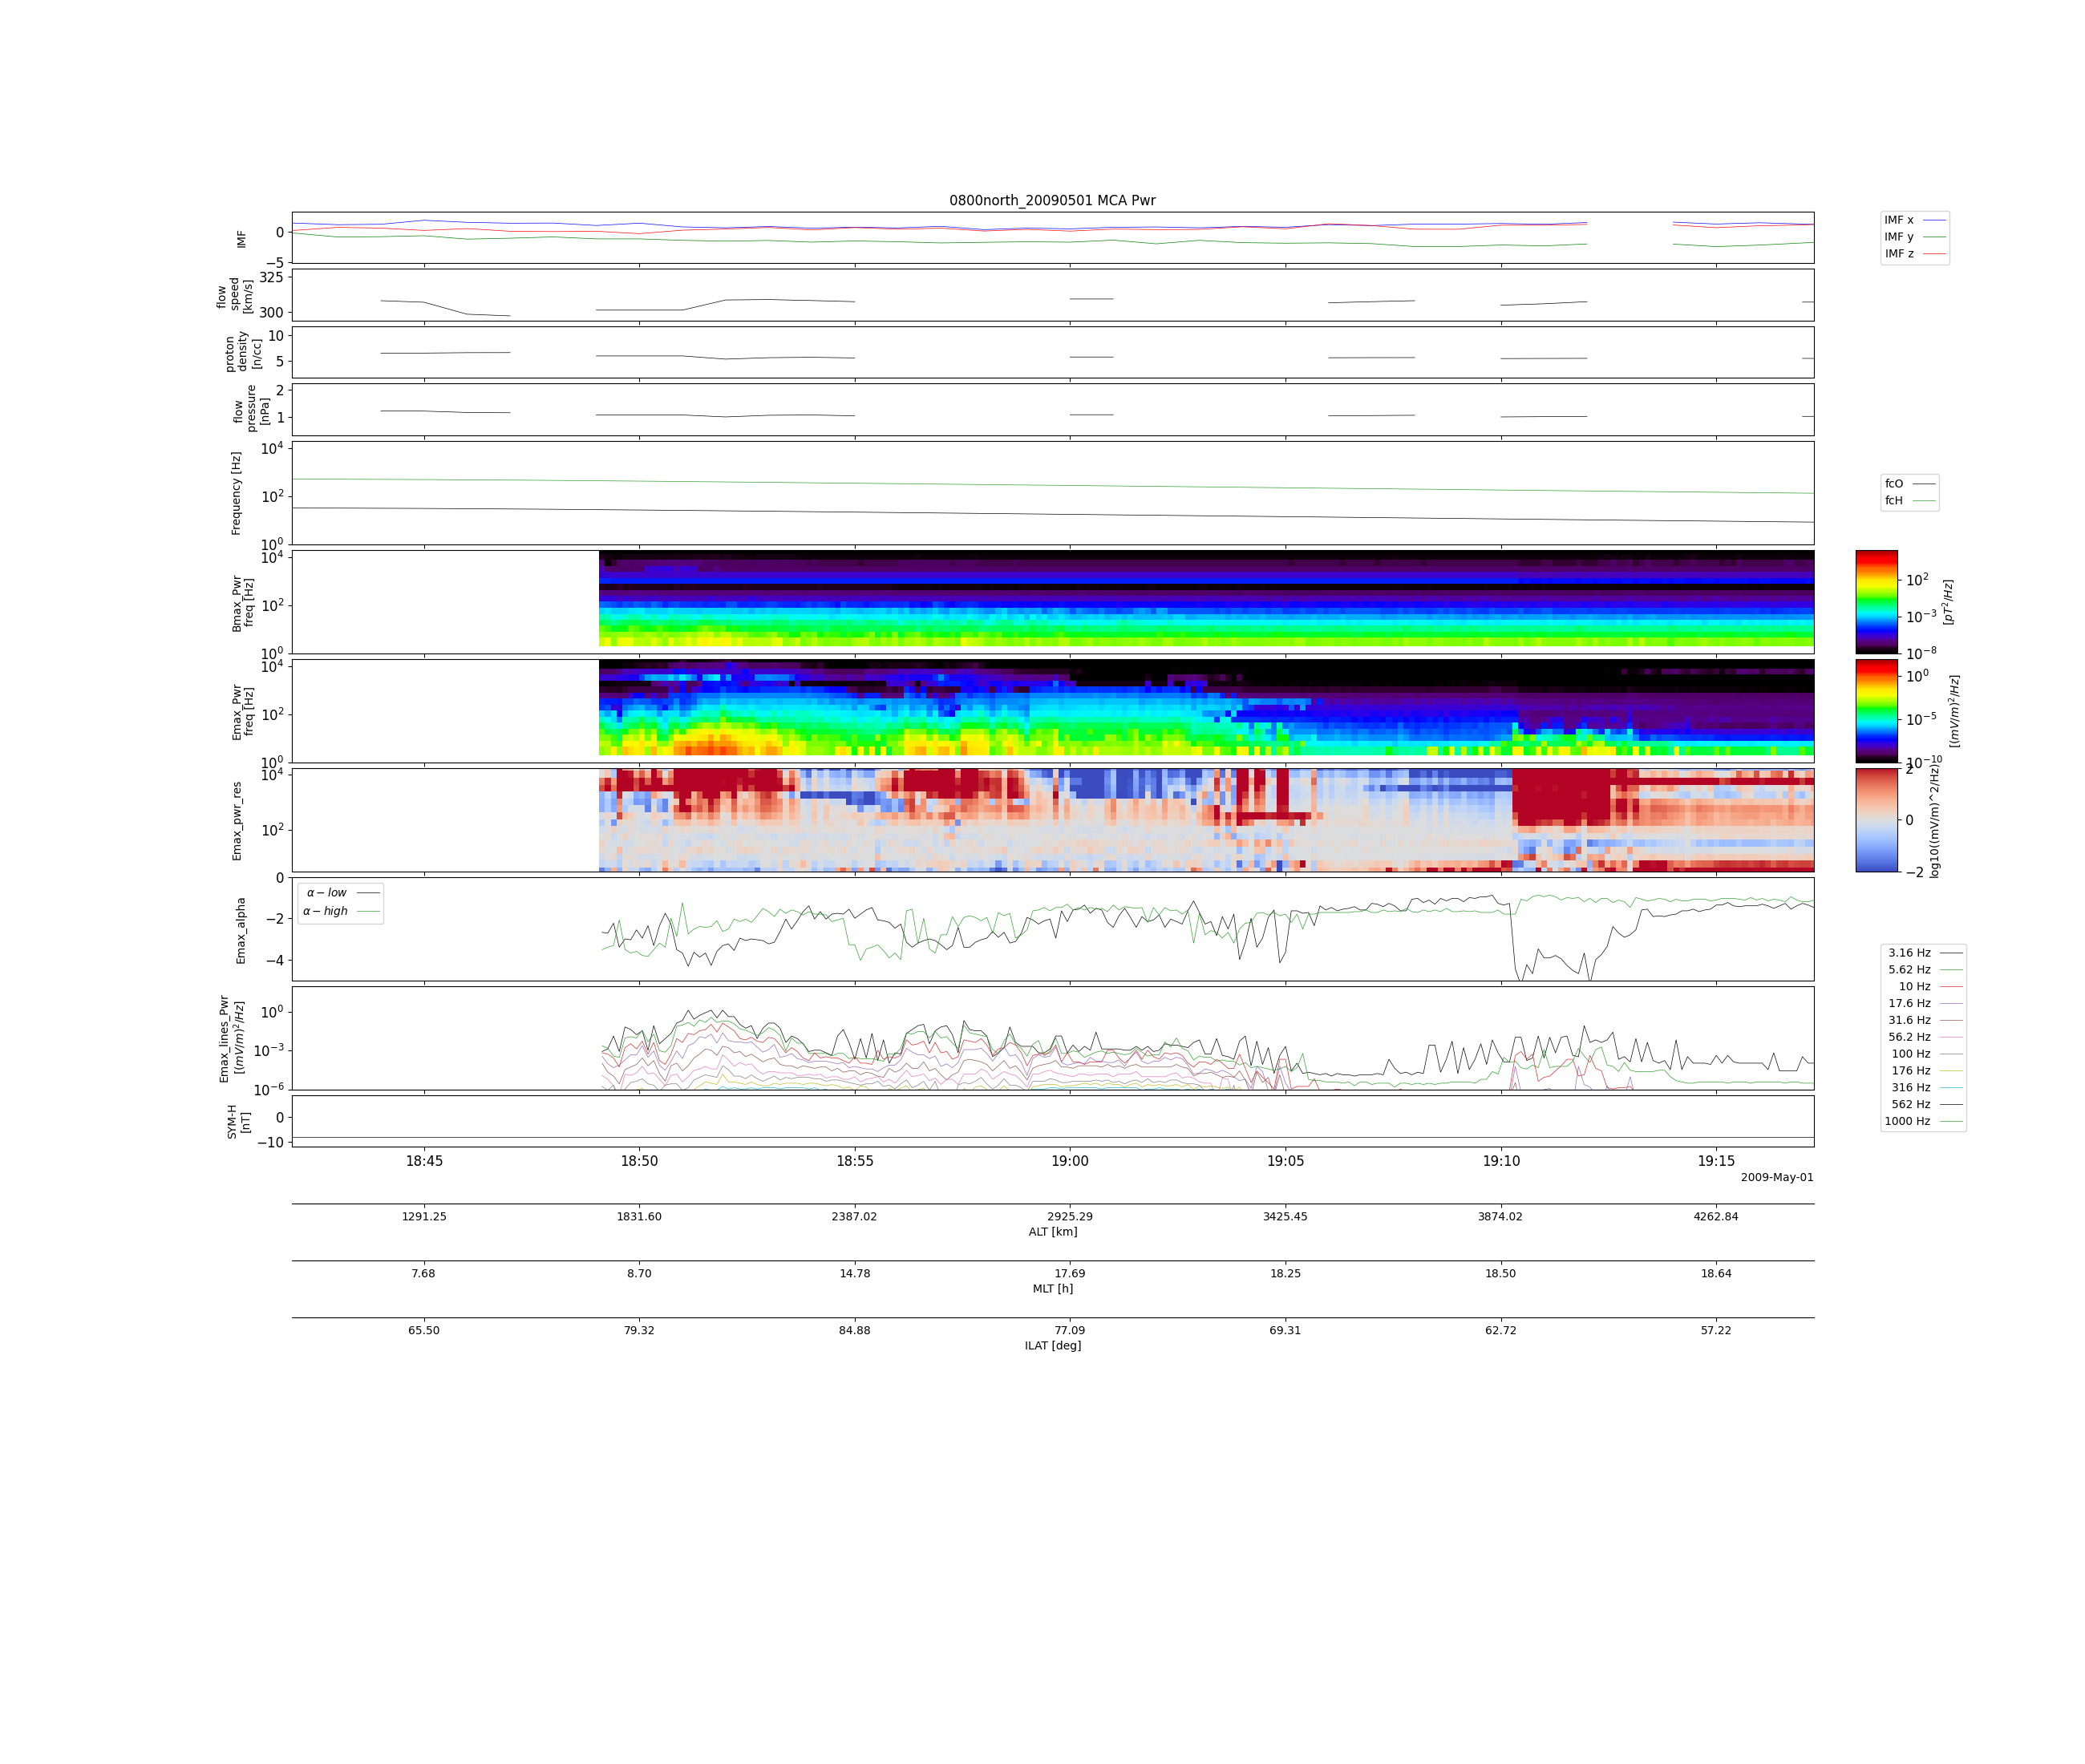 0800north_20090501 MCA Pwr
IMF
0
−5
IMF x
IMF y
IMF z
flow
speed
[km/s]
325
300
proton
density
[n/cc]
10
5
flow
pressure
[nPa]
2
1
Frequency [Hz]
10^4
10^2
10^0
fcO
fcH
Bmax_Pwr
freq [Hz]
10^4
10^2
10^0
10^2
10^−3
10^−8
[pT^2/Hz]
Emax_Pwr
freq [Hz]
10^4
10^2
10^0
10^0
10^−5
10^−10
[(mV/m)^2/Hz]
Emax_pwr_res
10^4
10^2
2
0
−2
log10((mV/m)^2/Hz)
Emax_alpha
0
−2
−4
α − low
α − high
Emax_lines_Pwr
[(mV/m)^2/Hz]
10^0
10^−3
10^−6
3.16 Hz
5.62 Hz
10 Hz
17.6 Hz
31.6 Hz
56.2 Hz
100 Hz
176 Hz
316 Hz
562 Hz
1000 Hz
SYM-H
[nT]
0
−10
18:45 18:50 18:55 19:00 19:05 19:10 19:15
2009-May-01
1291.25 1831.60 2387.02 2925.29 3425.45 3874.02 4262.84
ALT [km]
7.68 8.70 14.78 17.69 18.25 18.50 18.64
MLT [h]
65.50 79.32 84.88 77.09 69.31 62.72 57.22
ILAT [deg]